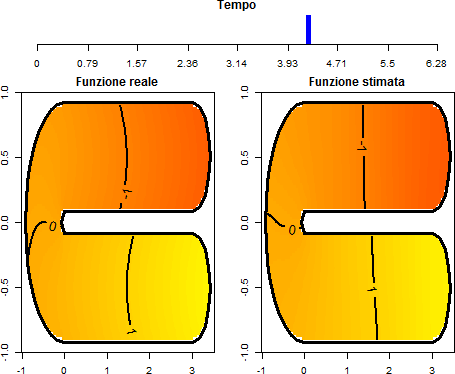 Tempo
0 0.79 1.57 2.36 3.14 3.93 4.71 5.5 6.28
Funzione reale Funzione stimata
1.0 1.0
-1 -1
0.5 0.5
0.0 0 0.0 0
-0.5 1 -0.5 1
-1.0 -1.0
-1 0 1 2 3 -1 0 1 2 3